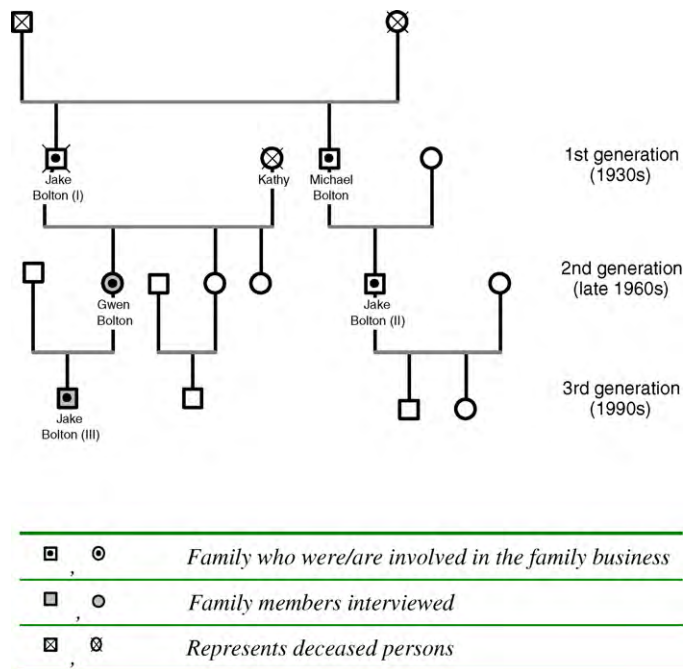 1st generation
(1930s)
Jake
Bolton (I)
Kathy
Michael
Bolton
2nd generation
(late 1960s)
Gwen
Bolton
Jake
Bolton (II)
3rd generation
(1990s)
Jake
Bolton (III)
, Family who were/are involved in the family business
, Family members interviewed
, Represents deceased persons